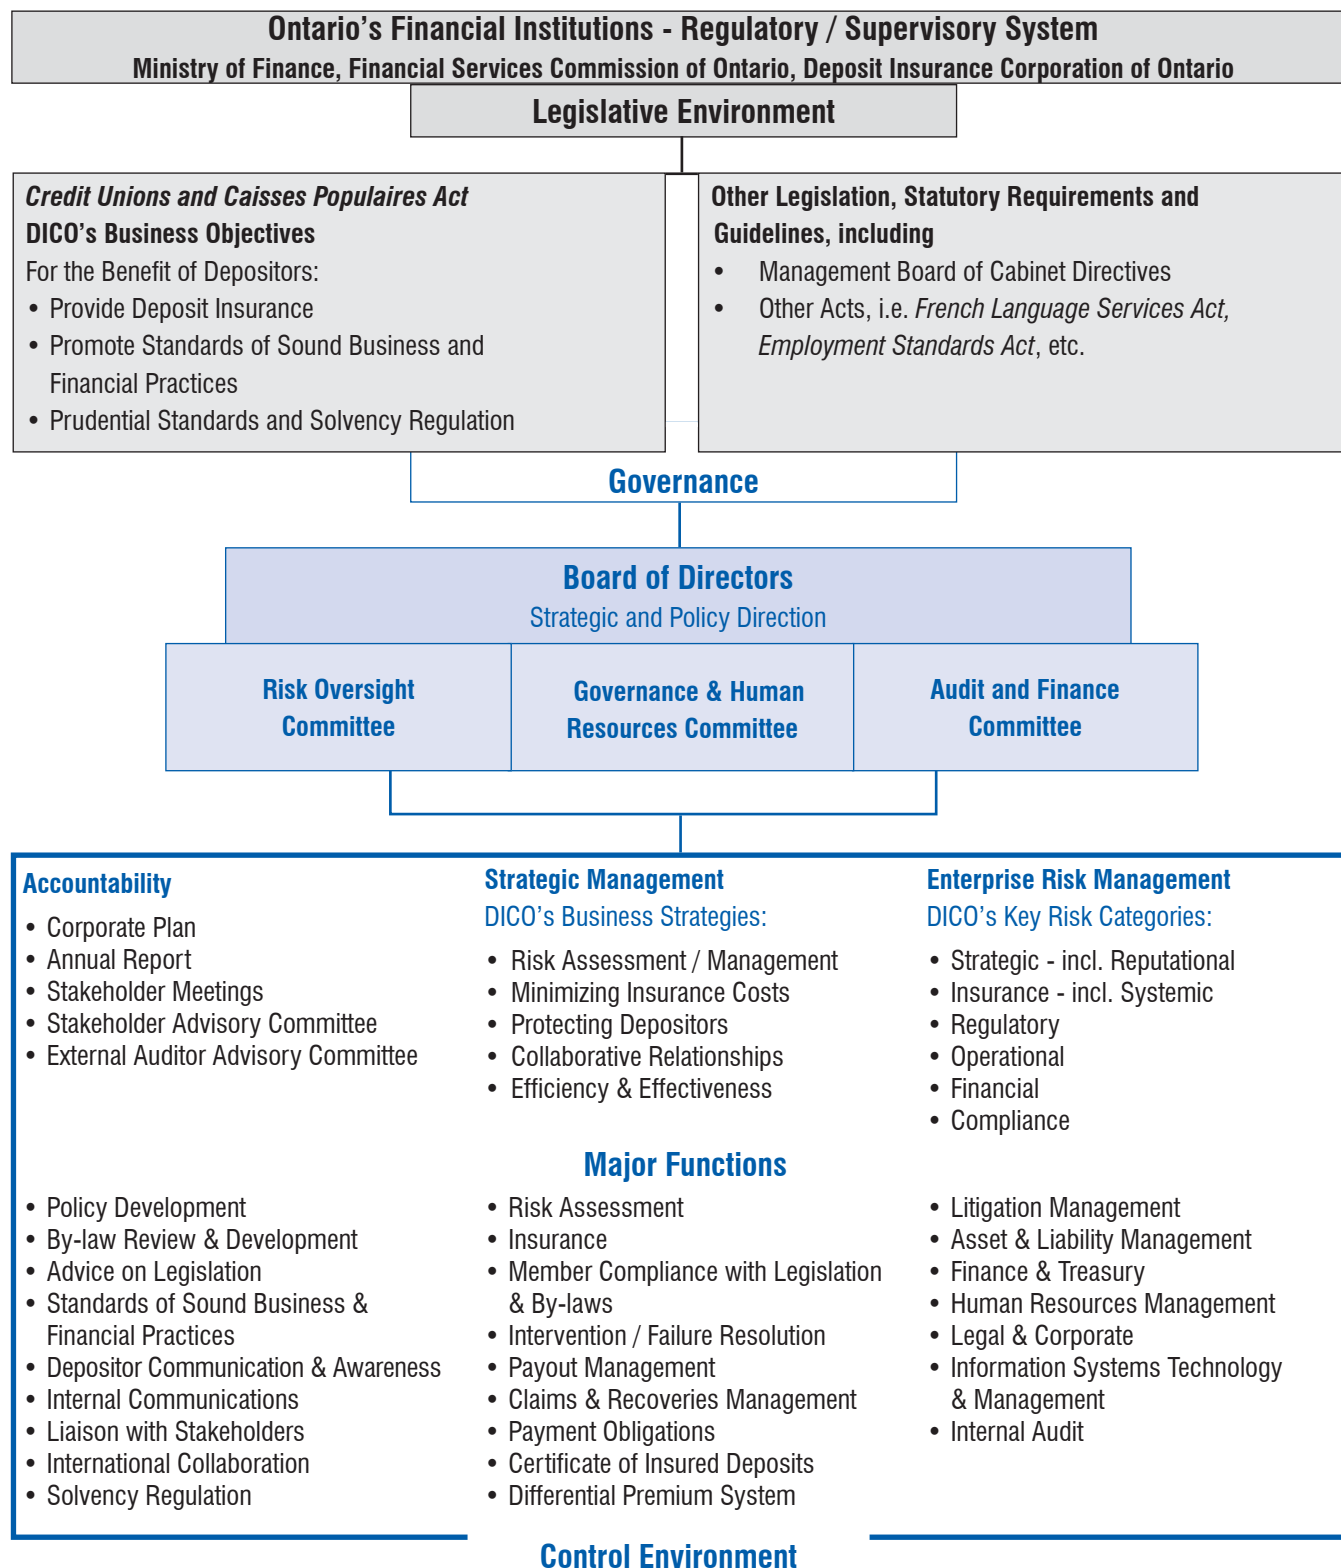 Ontario’s Financial Institutions - Regulatory / Supervisory System
Ministry of Finance, Financial Services Commission of Ontario, Deposit Insurance Corporation of Ontario
Legislative Environment
Credit Unions and Caisses Populaires Act
DICO’s Business Objectives
For the Benefit of Depositors:
• Provide Deposit Insurance
• Promote Standards of Sound Business and
Financial Practices
• Prudential Standards and Solvency Regulation
Other Legislation, Statutory Requirements and
Guidelines, including
• Management Board of Cabinet Directives
• Other Acts, i.e. French Language Services Act,
Employment Standards Act, etc.
Governance
Board of Directors
Strategic and Policy Direction
Risk Oversight
Committee
Governance & Human
Resources Committee
Audit and Finance
Committee
Accountability
• Corporate Plan
• Annual Report
• Stakeholder Meetings
• Stakeholder Advisory Committee
• External Auditor Advisory Committee
Strategic Management
DICO’s Business Strategies:
• Risk Assessment / Management
• Minimizing Insurance Costs
• Protecting Depositors
• Collaborative Relationships
• Efficiency & Effectiveness
Enterprise Risk Management
DICO’s Key Risk Categories:
• Strategic - incl. Reputational
• Insurance - incl. Systemic
• Regulatory
• Operational
• Financial
• Compliance
Major Functions
• Policy Development
• By-law Review & Development
• Advice on Legislation
• Standards of Sound Business &
Financial Practices
• Depositor Communication & Awareness
• Internal Communications
• Liaison with Stakeholders
• International Collaboration
• Solvency Regulation
• Risk Assessment
• Insurance
• Member Compliance with Legislation
& By-laws
• Intervention / Failure Resolution
• Payout Management
• Claims & Recoveries Management
• Payment Obligations
• Certificate of Insured Deposits
• Differential Premium System
• Litigation Management
• Asset & Liability Management
• Finance & Treasury
• Human Resources Management
• Legal & Corporate
• Information Systems Technology
& Management
• Internal Audit
Control Environment